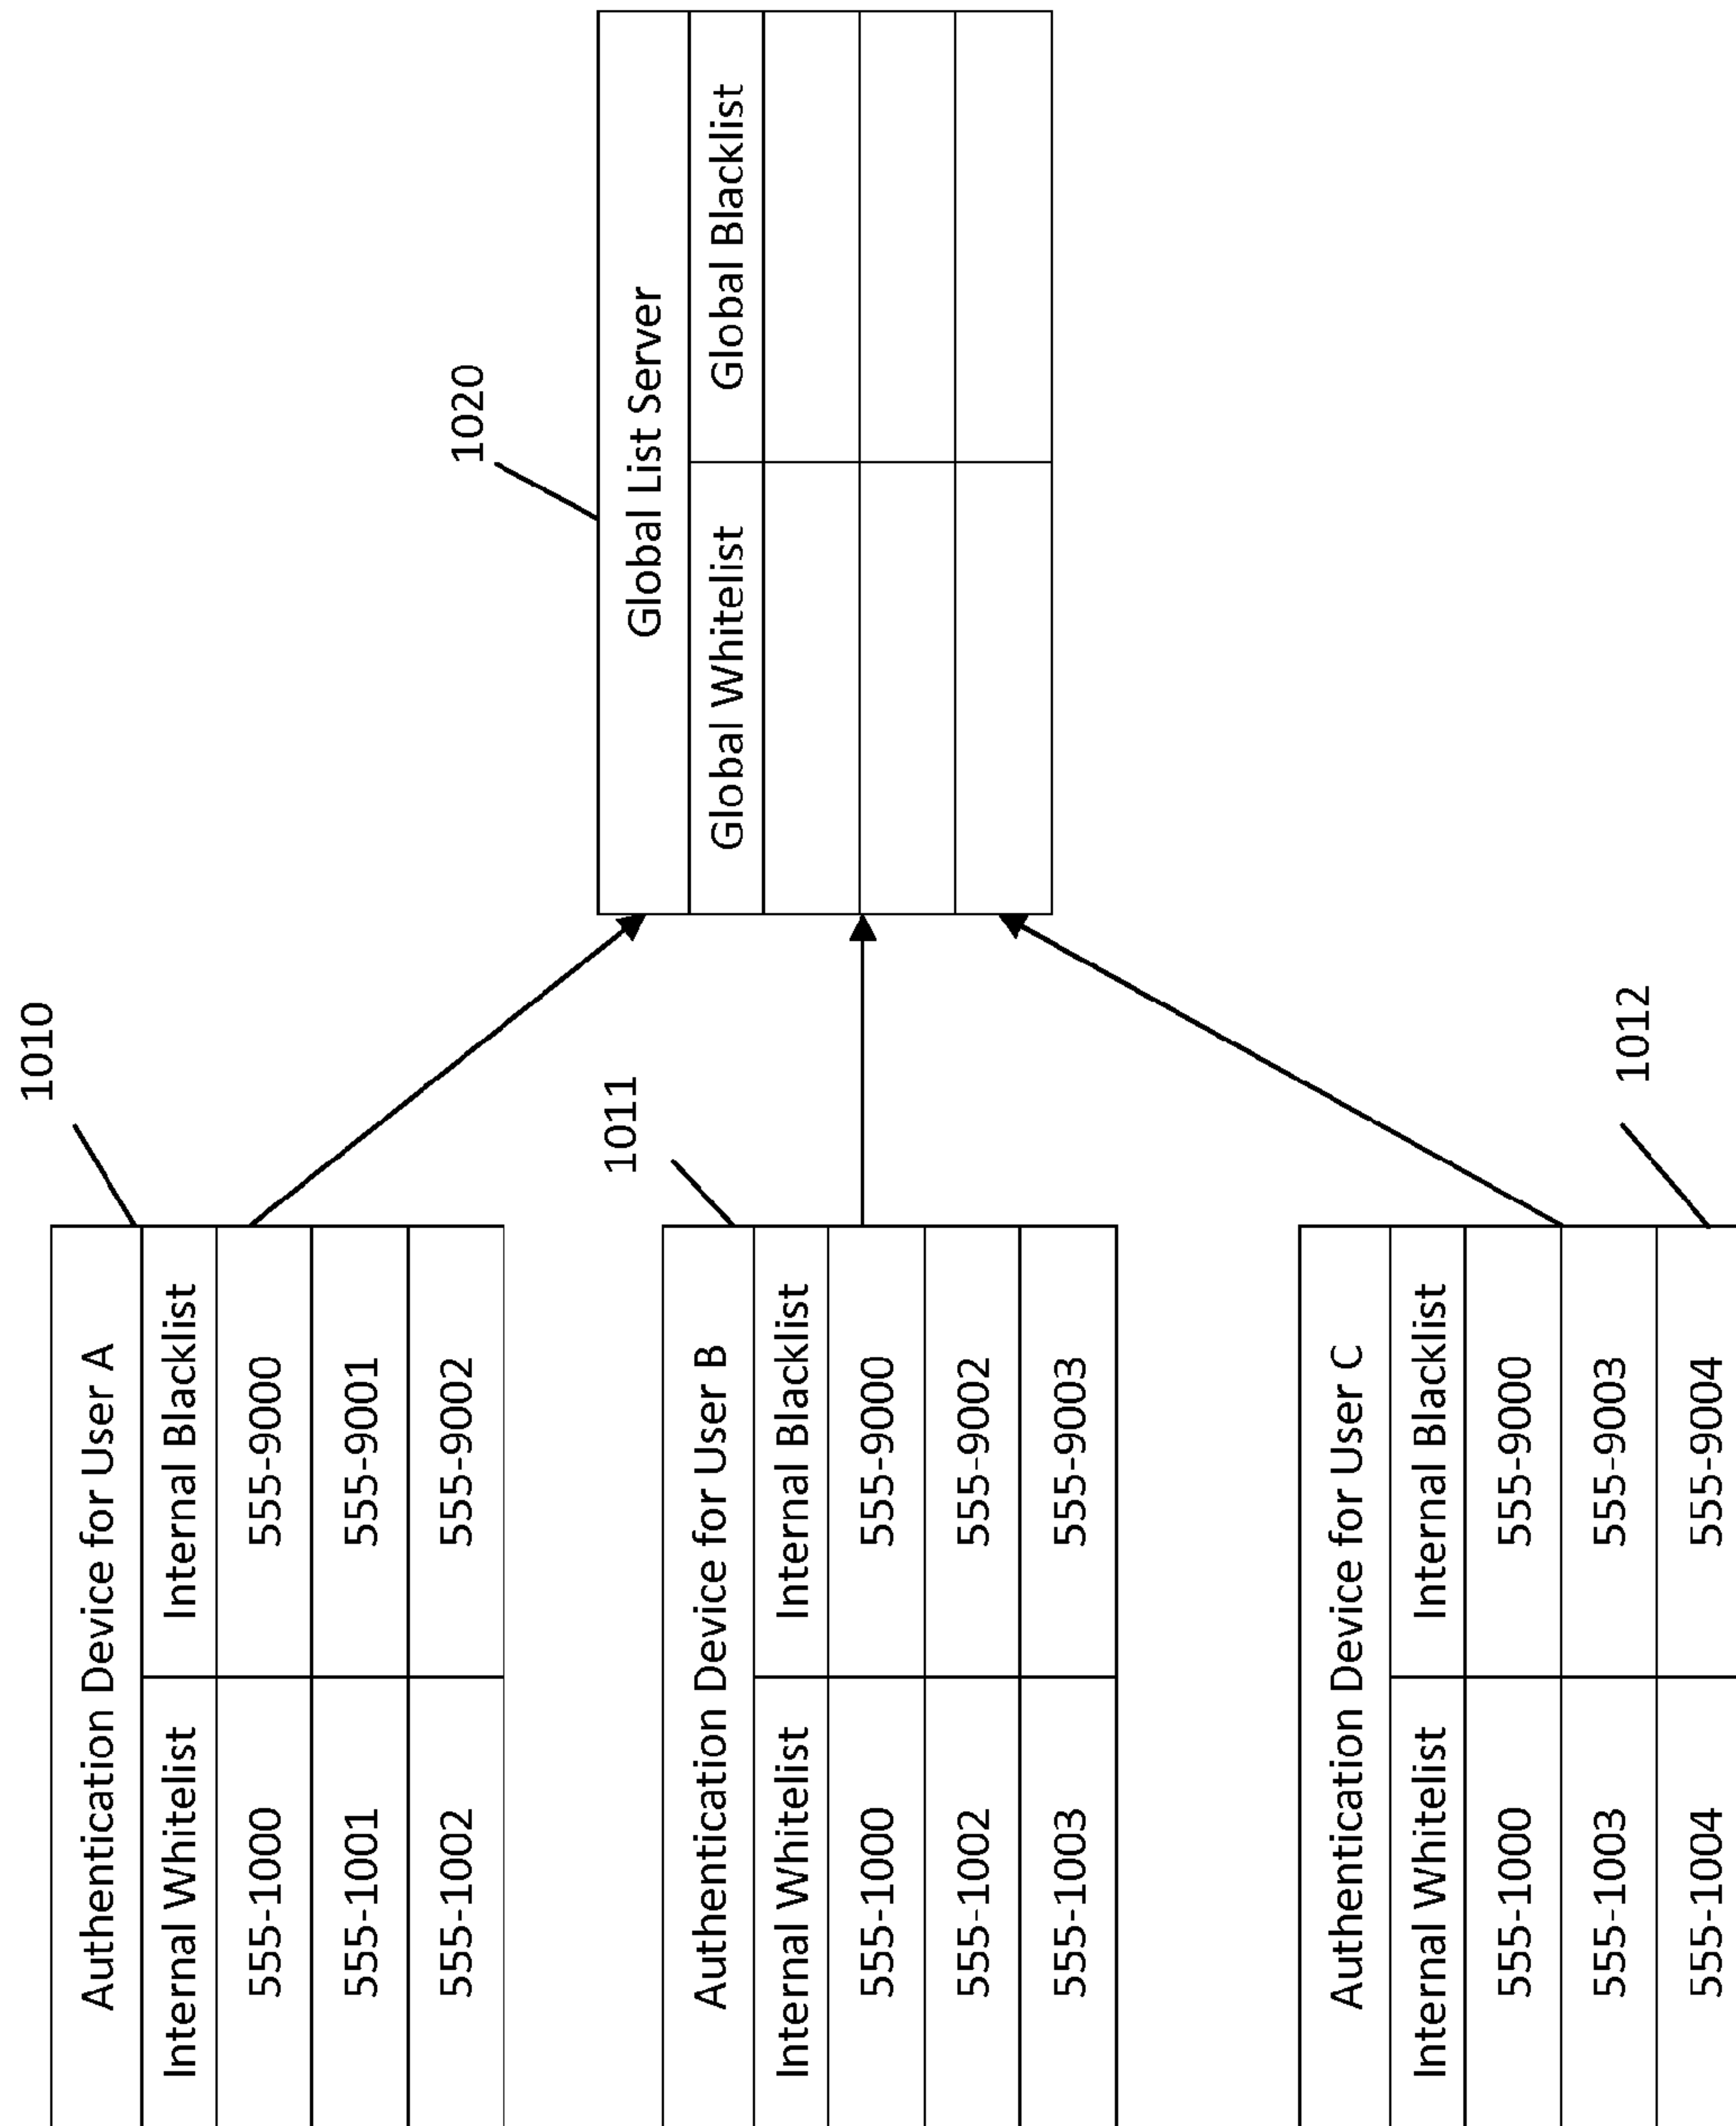 1010
Authentication Device for User A
Internal Whitelist Internal Blacklist
555-1000 555-9000
555-1001 555-9001
555-1002 555-9002
1011
Authentication Device for User B
Internal Whitelist Internal Blacklist
555-1000 555-9000
555-1002 555-9002
555-1003 555-9003
1012
Authentication Device for User C
Internal Whitelist Internal Blacklist
555-1000 555-9000
555-1003 555-9003
555-1004 555-9004
1020
Global List Server
Global Whitelist Global Blacklist